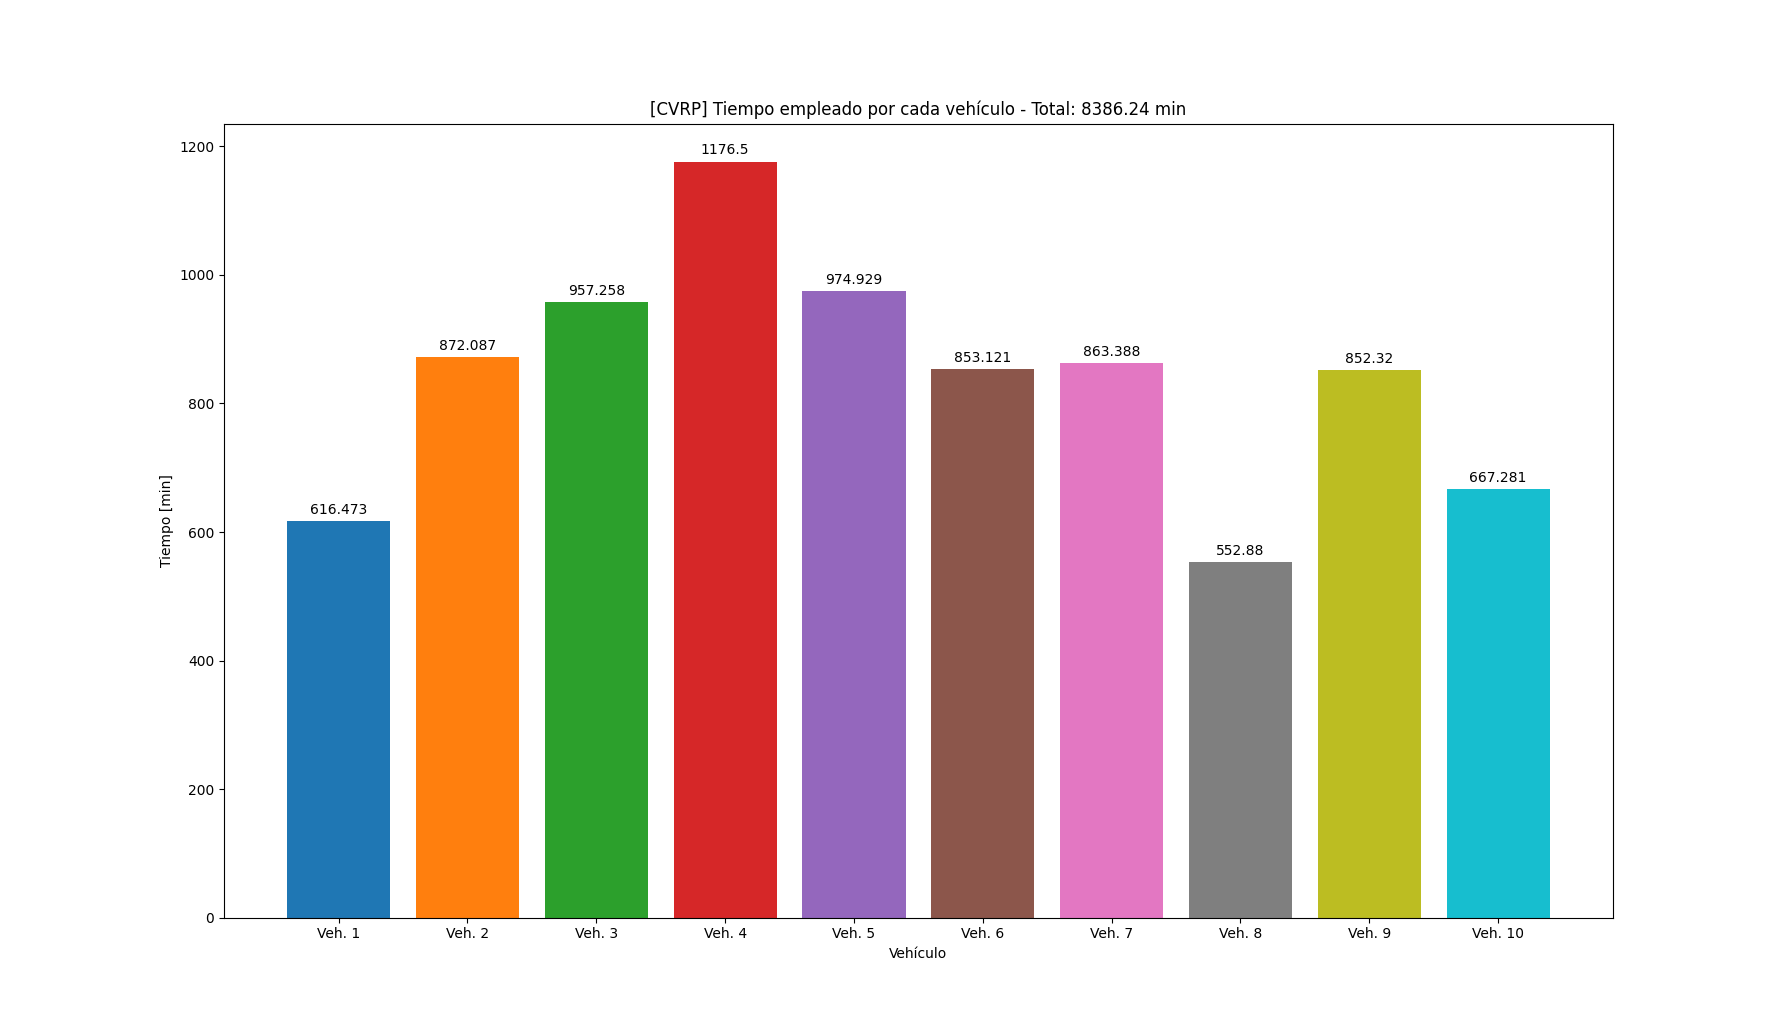 [CVRP] Tiempo empleado por cada vehículo - Total: 8386.24 min
1200
1000
800
600
400
200
0
Tiempo [min]
616.473
872.087
957.258
1176.5
974.929
853.121
863.388
552.88
852.32
667.281
Veh. 1
Veh. 2
Veh. 3
Veh. 4
Veh. 5
Veh. 6
Veh. 7
Veh. 8
Veh. 9
Veh. 10
Vehículo